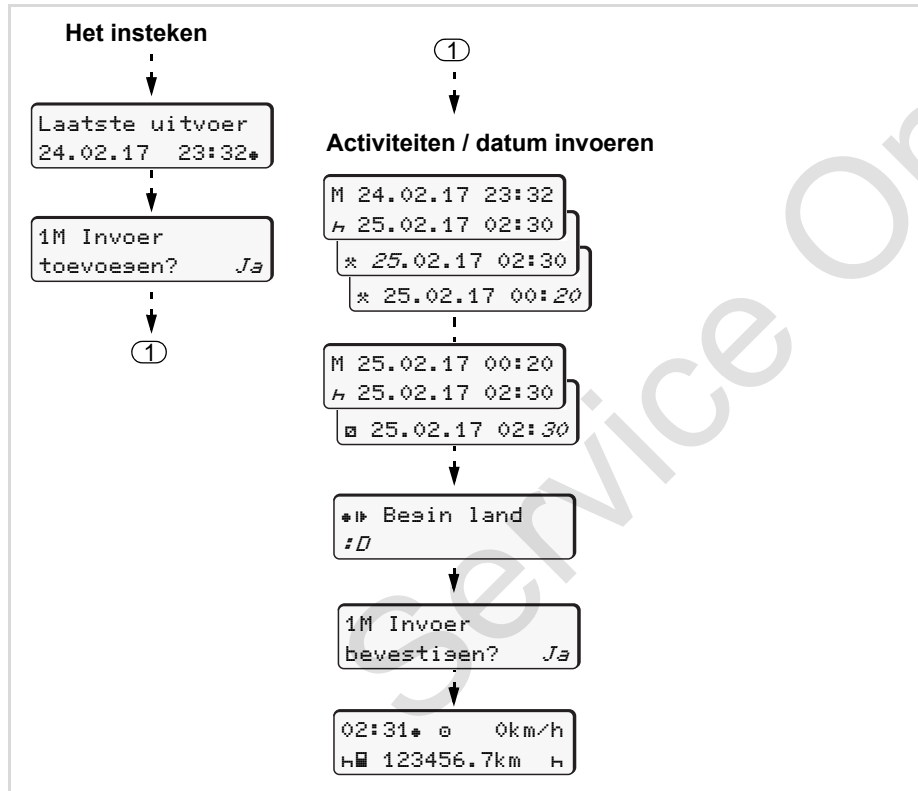 Het insteken
Laatste uitvoer
24.02.17 23:32
1M Invoer
toevoegen? Ja
1
1
Activiteiten / datum invoeren
M 24.02.17 23:32
25.02.17 02:30
25.02.17 02:30
25.02.17 00:20
M 25.02.17 00:20
25.02.17 02:30
25.02.17 02:30
Begin land
:D
1M Invoer
bevestigen? Ja
02:31 0km/h
123456.7km